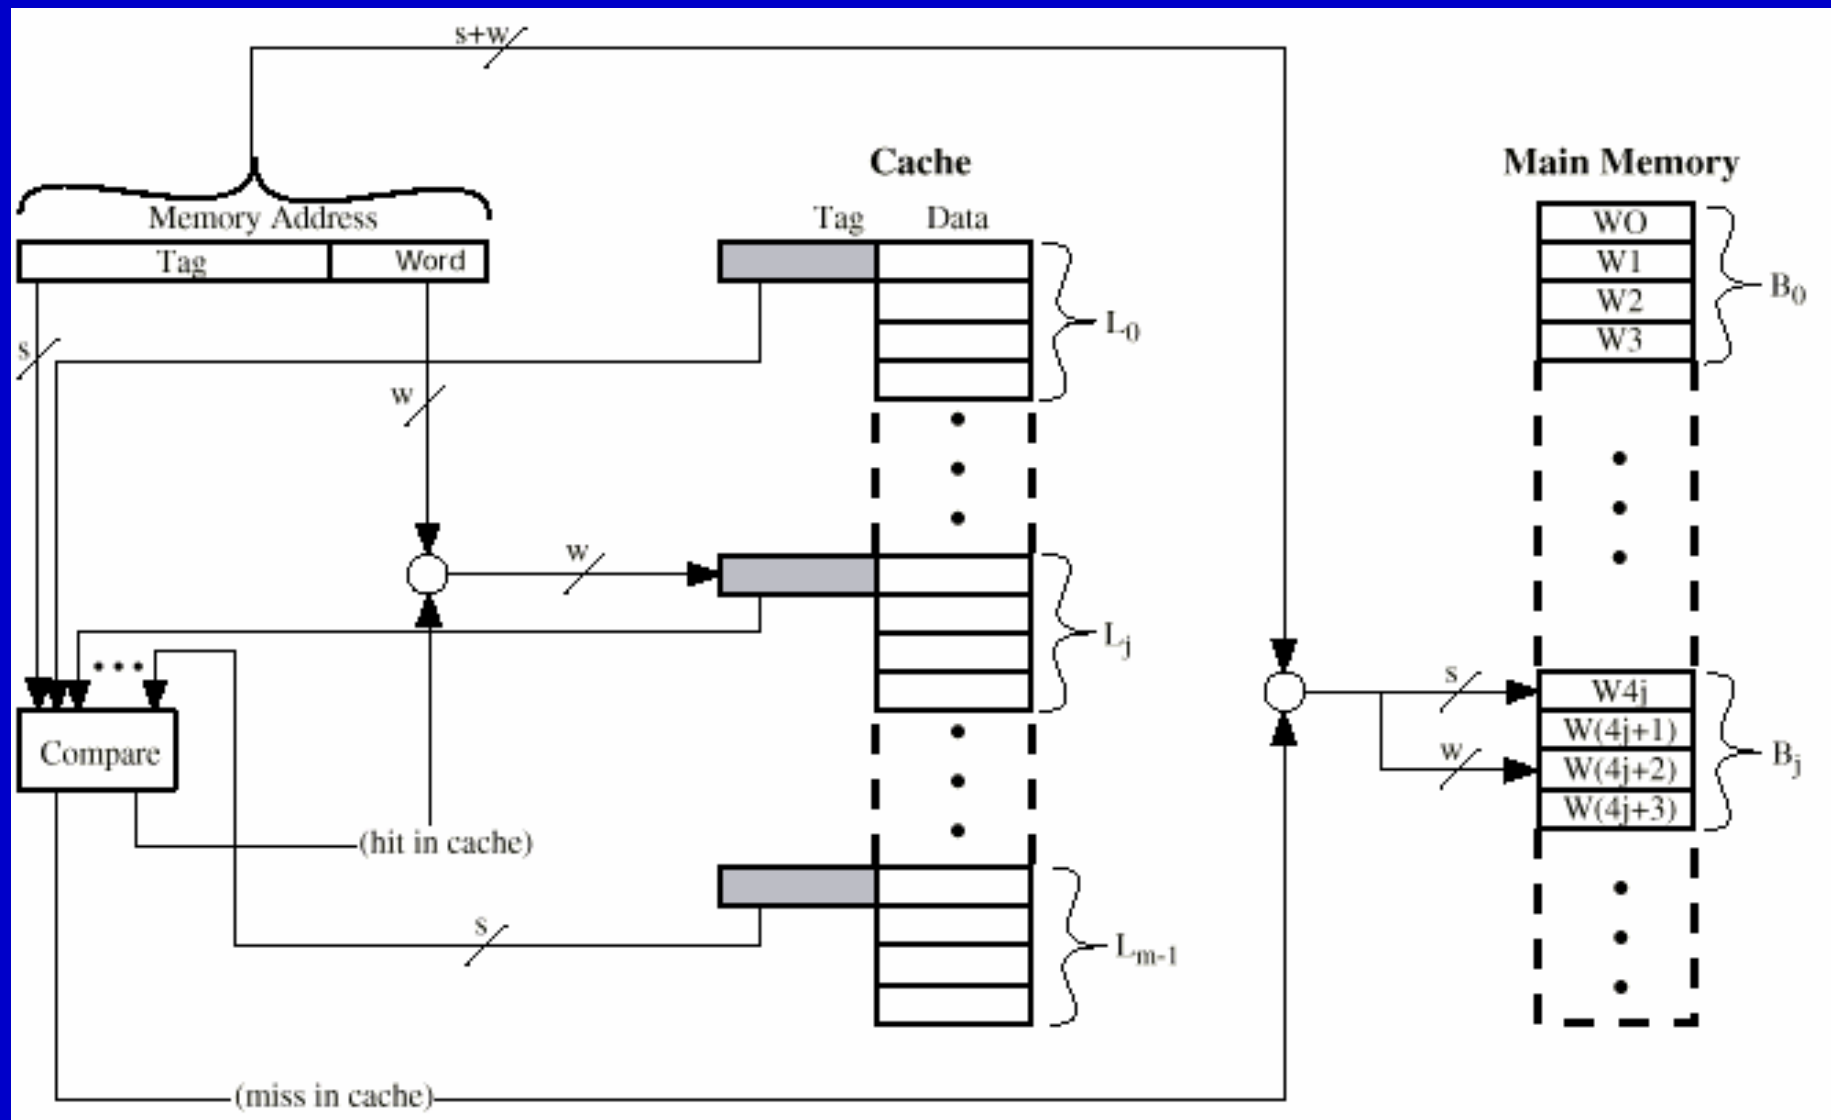 s+w
Cache
Main Memory
Memory Address
Tag Data
Tag Word
WO
W1
W2
W3
B0
L0
s
w
w
Lj
s
W4j
W(4j+1)
W(4j+2)
W(4j+3)
w
Bj
Compare
(hit in cache)
s
Lm-1
(miss in cache)